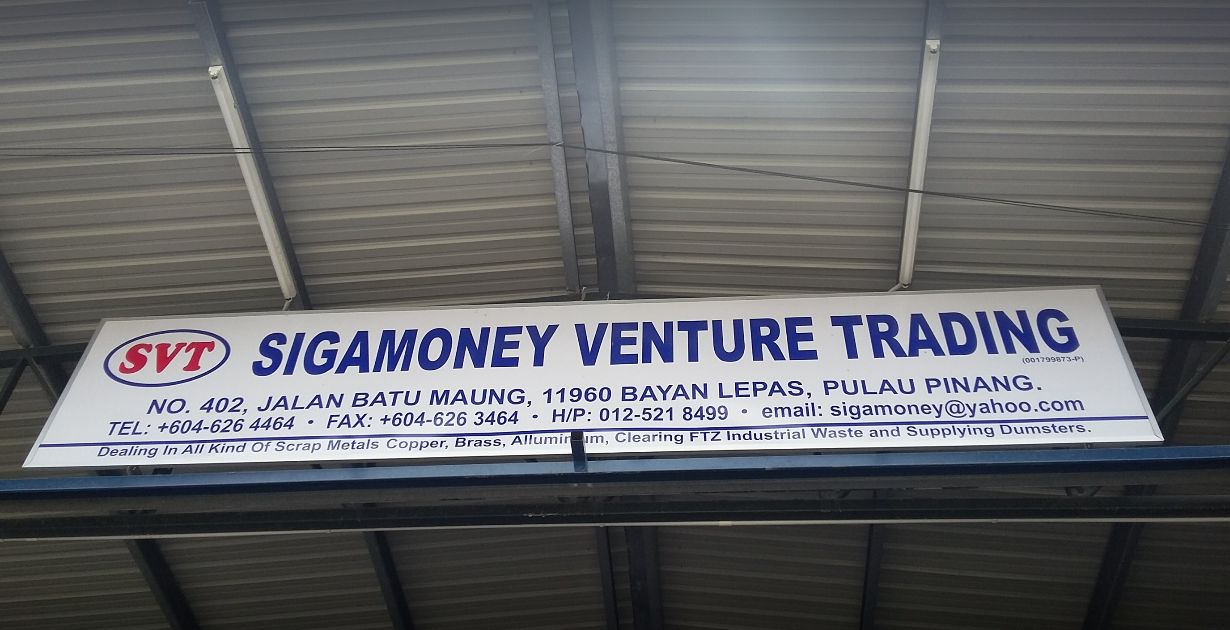 SVT SIGAMONEY VENTURE TRADING
(001799873-P)
NO. 402, JALAN BATU MAUNG, 11960 BAYAN LEPAS, PULAU PINANG.
TEL: +604-626 4464 • FAX: +604-626 3464 • H/P: 012-521 8499 • email: sigamoney@yahoo.com
Dealing In All Kind Of Scrap Metals Copper, Brass, Alluminium, Clearing FTZ Industrial Waste and Supplying Dumsters.